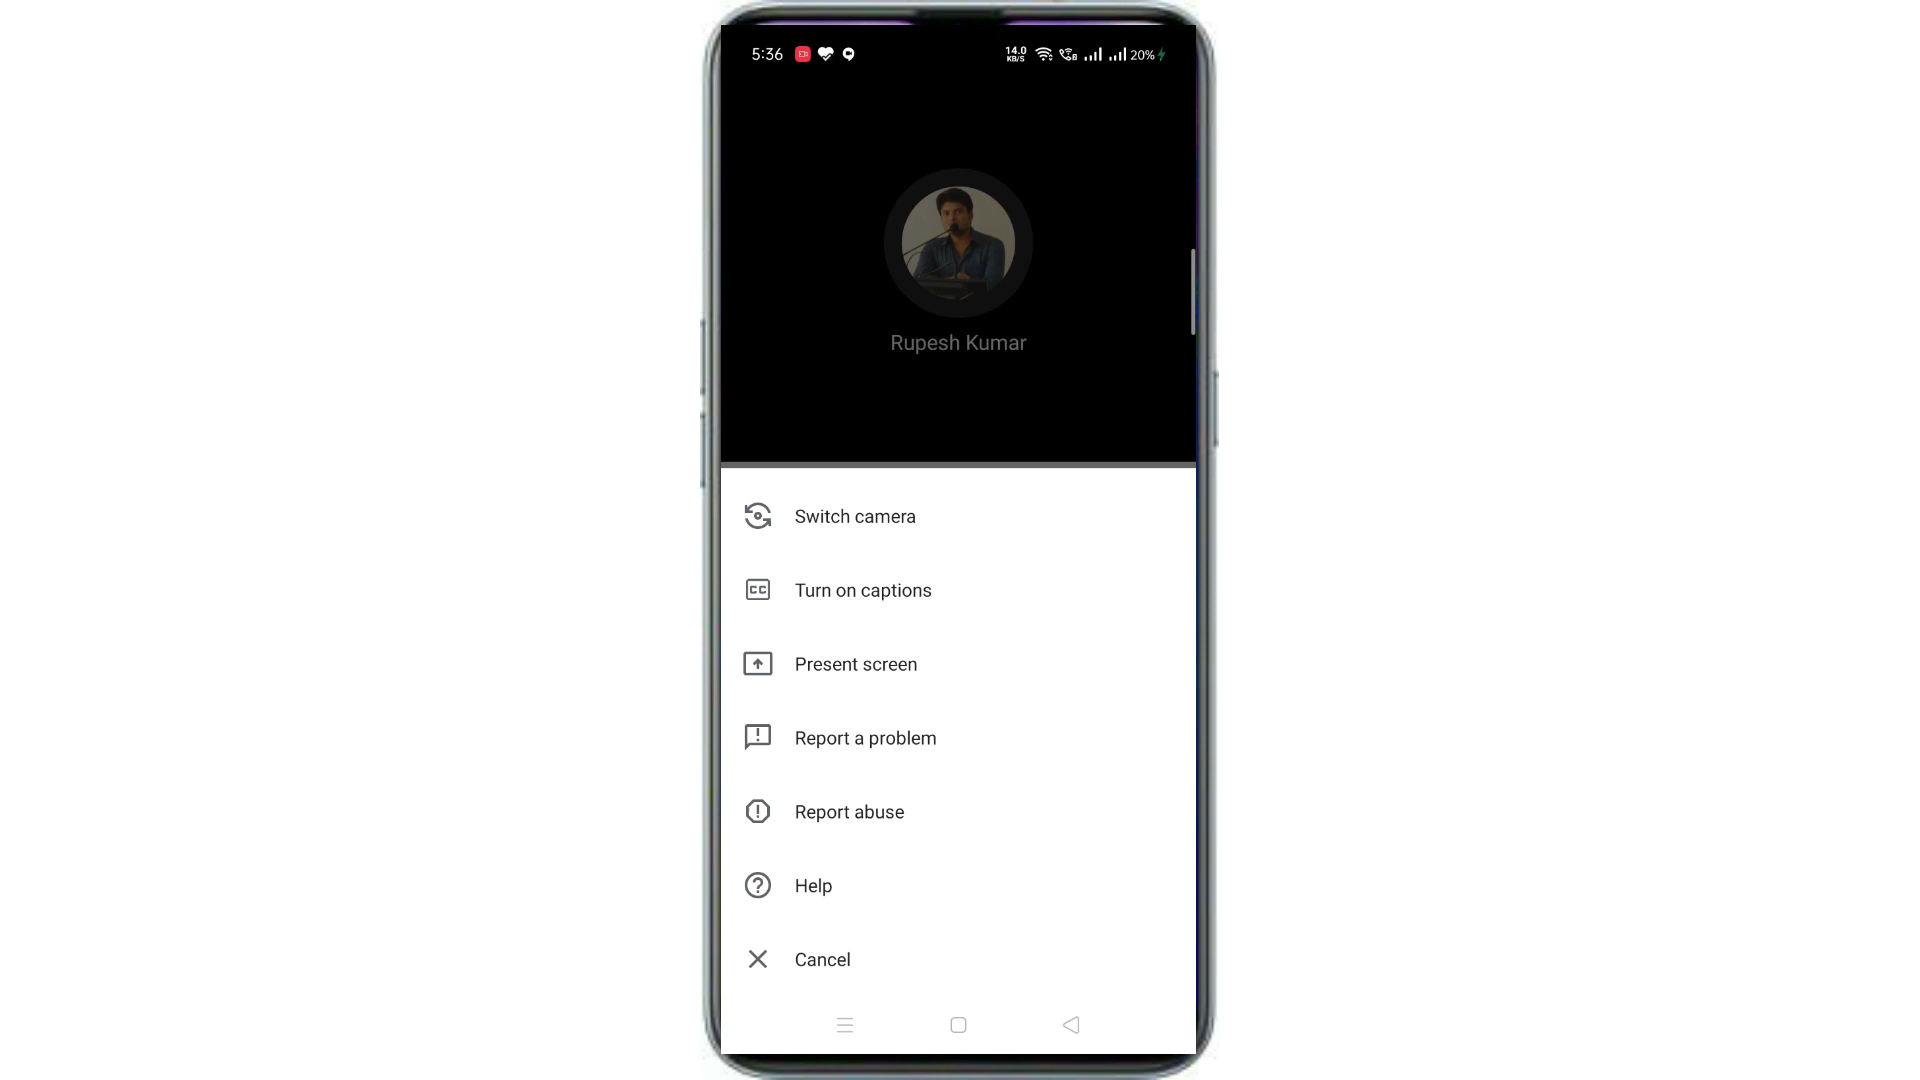 5:36 14.0 KB/S 20%
Rupesh Kumar
Switch camera
CC Turn on captions
Present screen
Report a problem
Report abuse
Help
Cancel